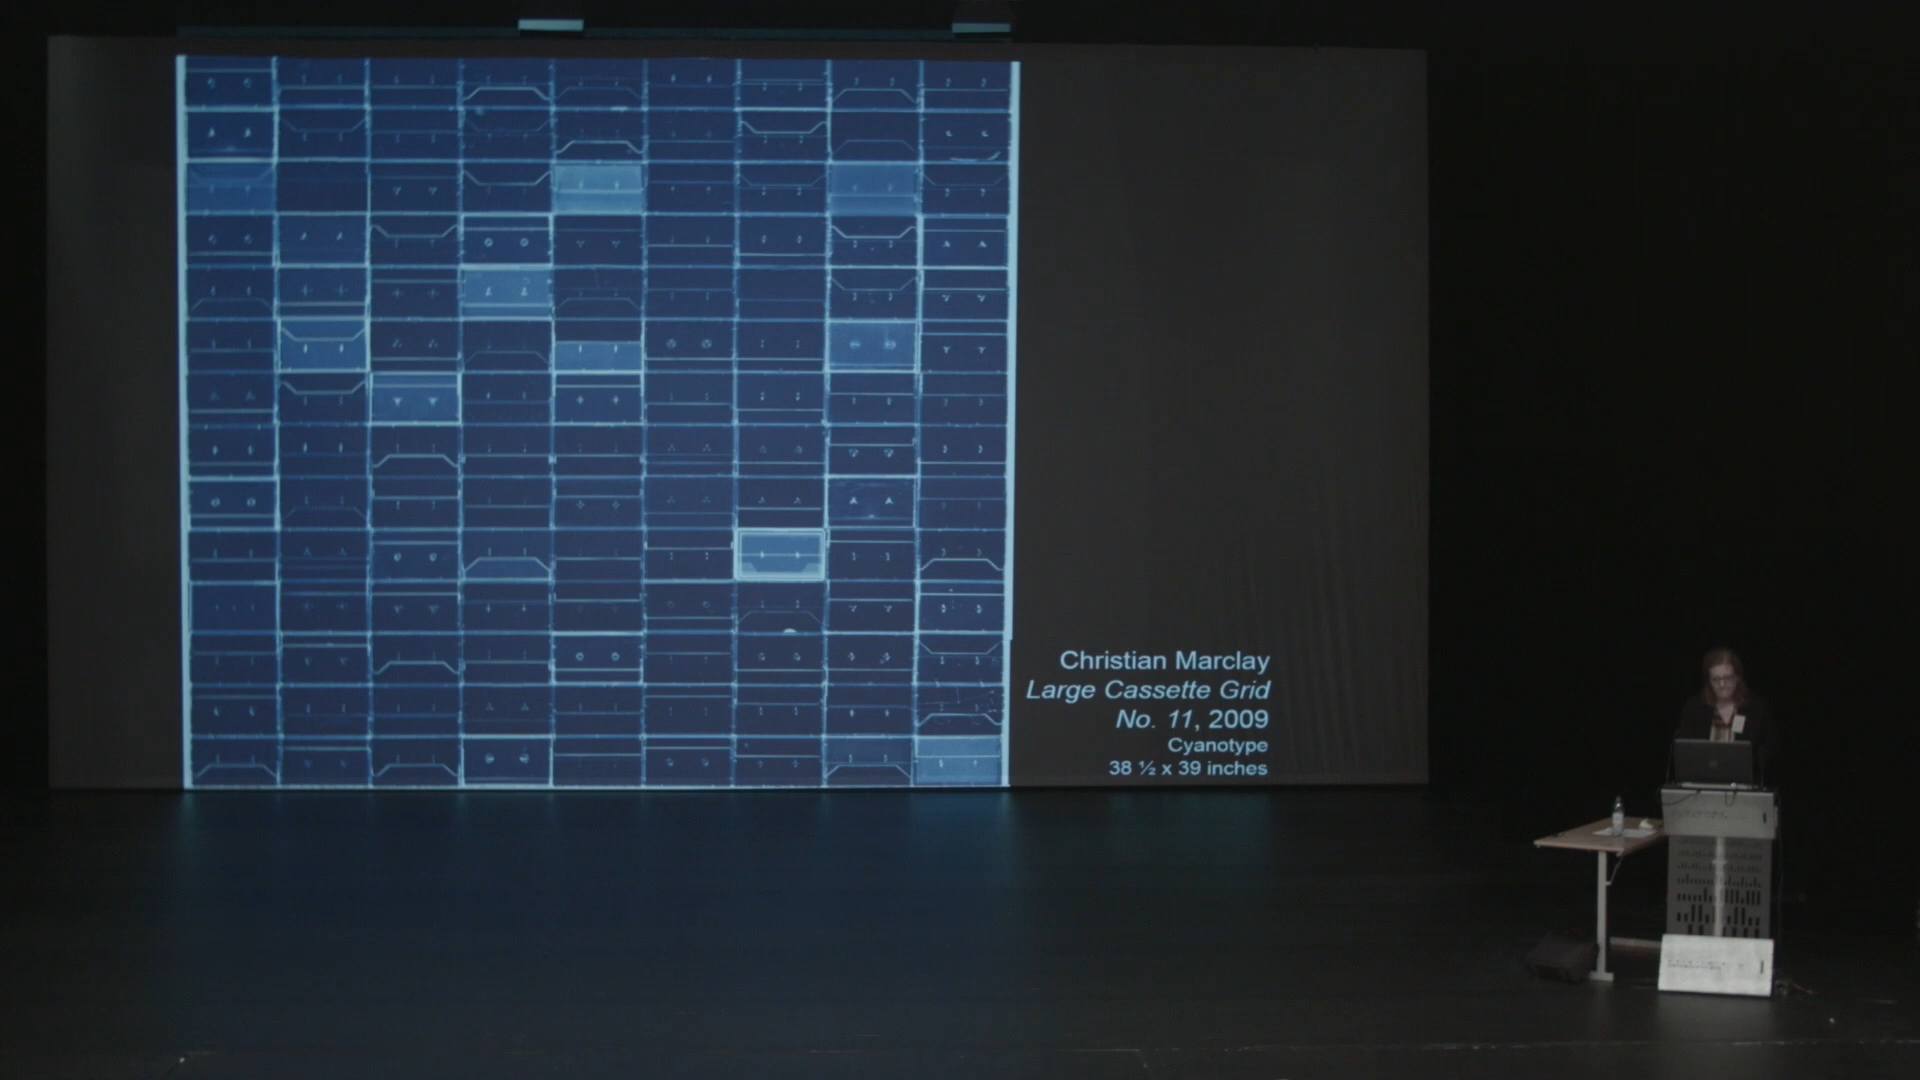 Christian Marclay
Large Cassette Grid
No. 11, 2009
Cyanotype
38 ½ x 39 inches